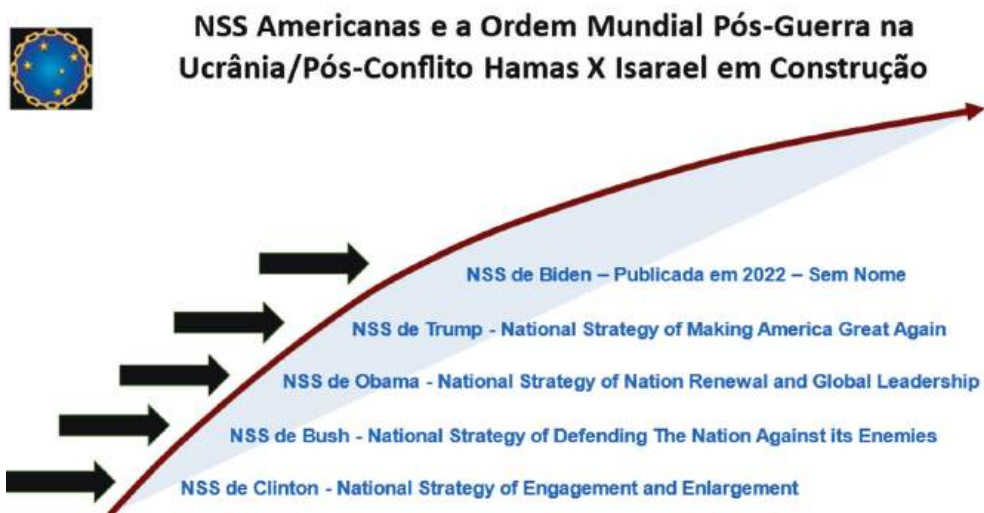 NSS Americanas e a Ordem Mundial Pós-Guerra na
Ucrânia/Pós-Conflito Hamas X Isarael em Construção
NSS de Biden – Publicada em 2022 – Sem Nome
NSS de Trump - National Strategy of Making America Great Again
NSS de Obama - National Strategy of Nation Renewal and Global Leadership
NSS de Bush - National Strategy of Defending The Nation Against its Enemies
NSS de Clinton - National Strategy of Engagement and Enlargement